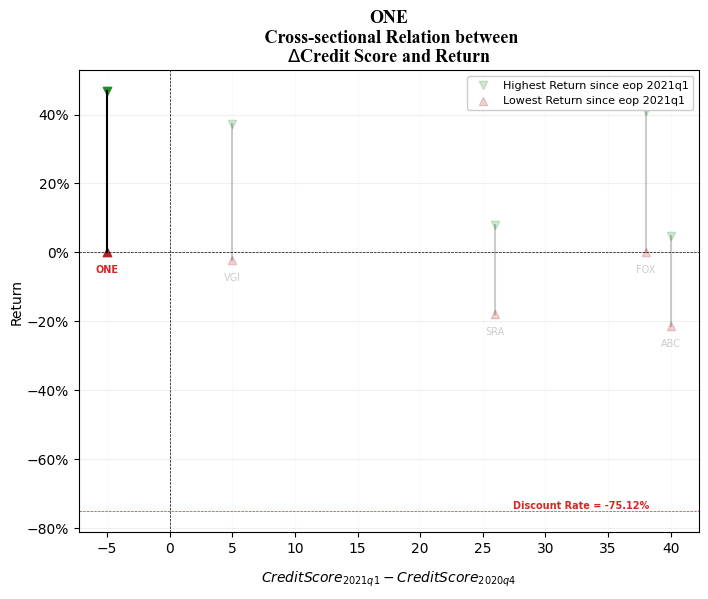 ONE
Cross-sectional Relation between
ΔCredit Score and Return
Highest Return since eop 2021q1
Lowest Return since eop 2021q1
40%
20%
0%
−20%
−40%
−60%
−80%
Return
ONE
VGI
SRA
FOX
ABC
Discount Rate = -75.12%
−5 0 5 10 15 20 25 30 35 40
CreditScore2021q1 − CreditScore2020q4